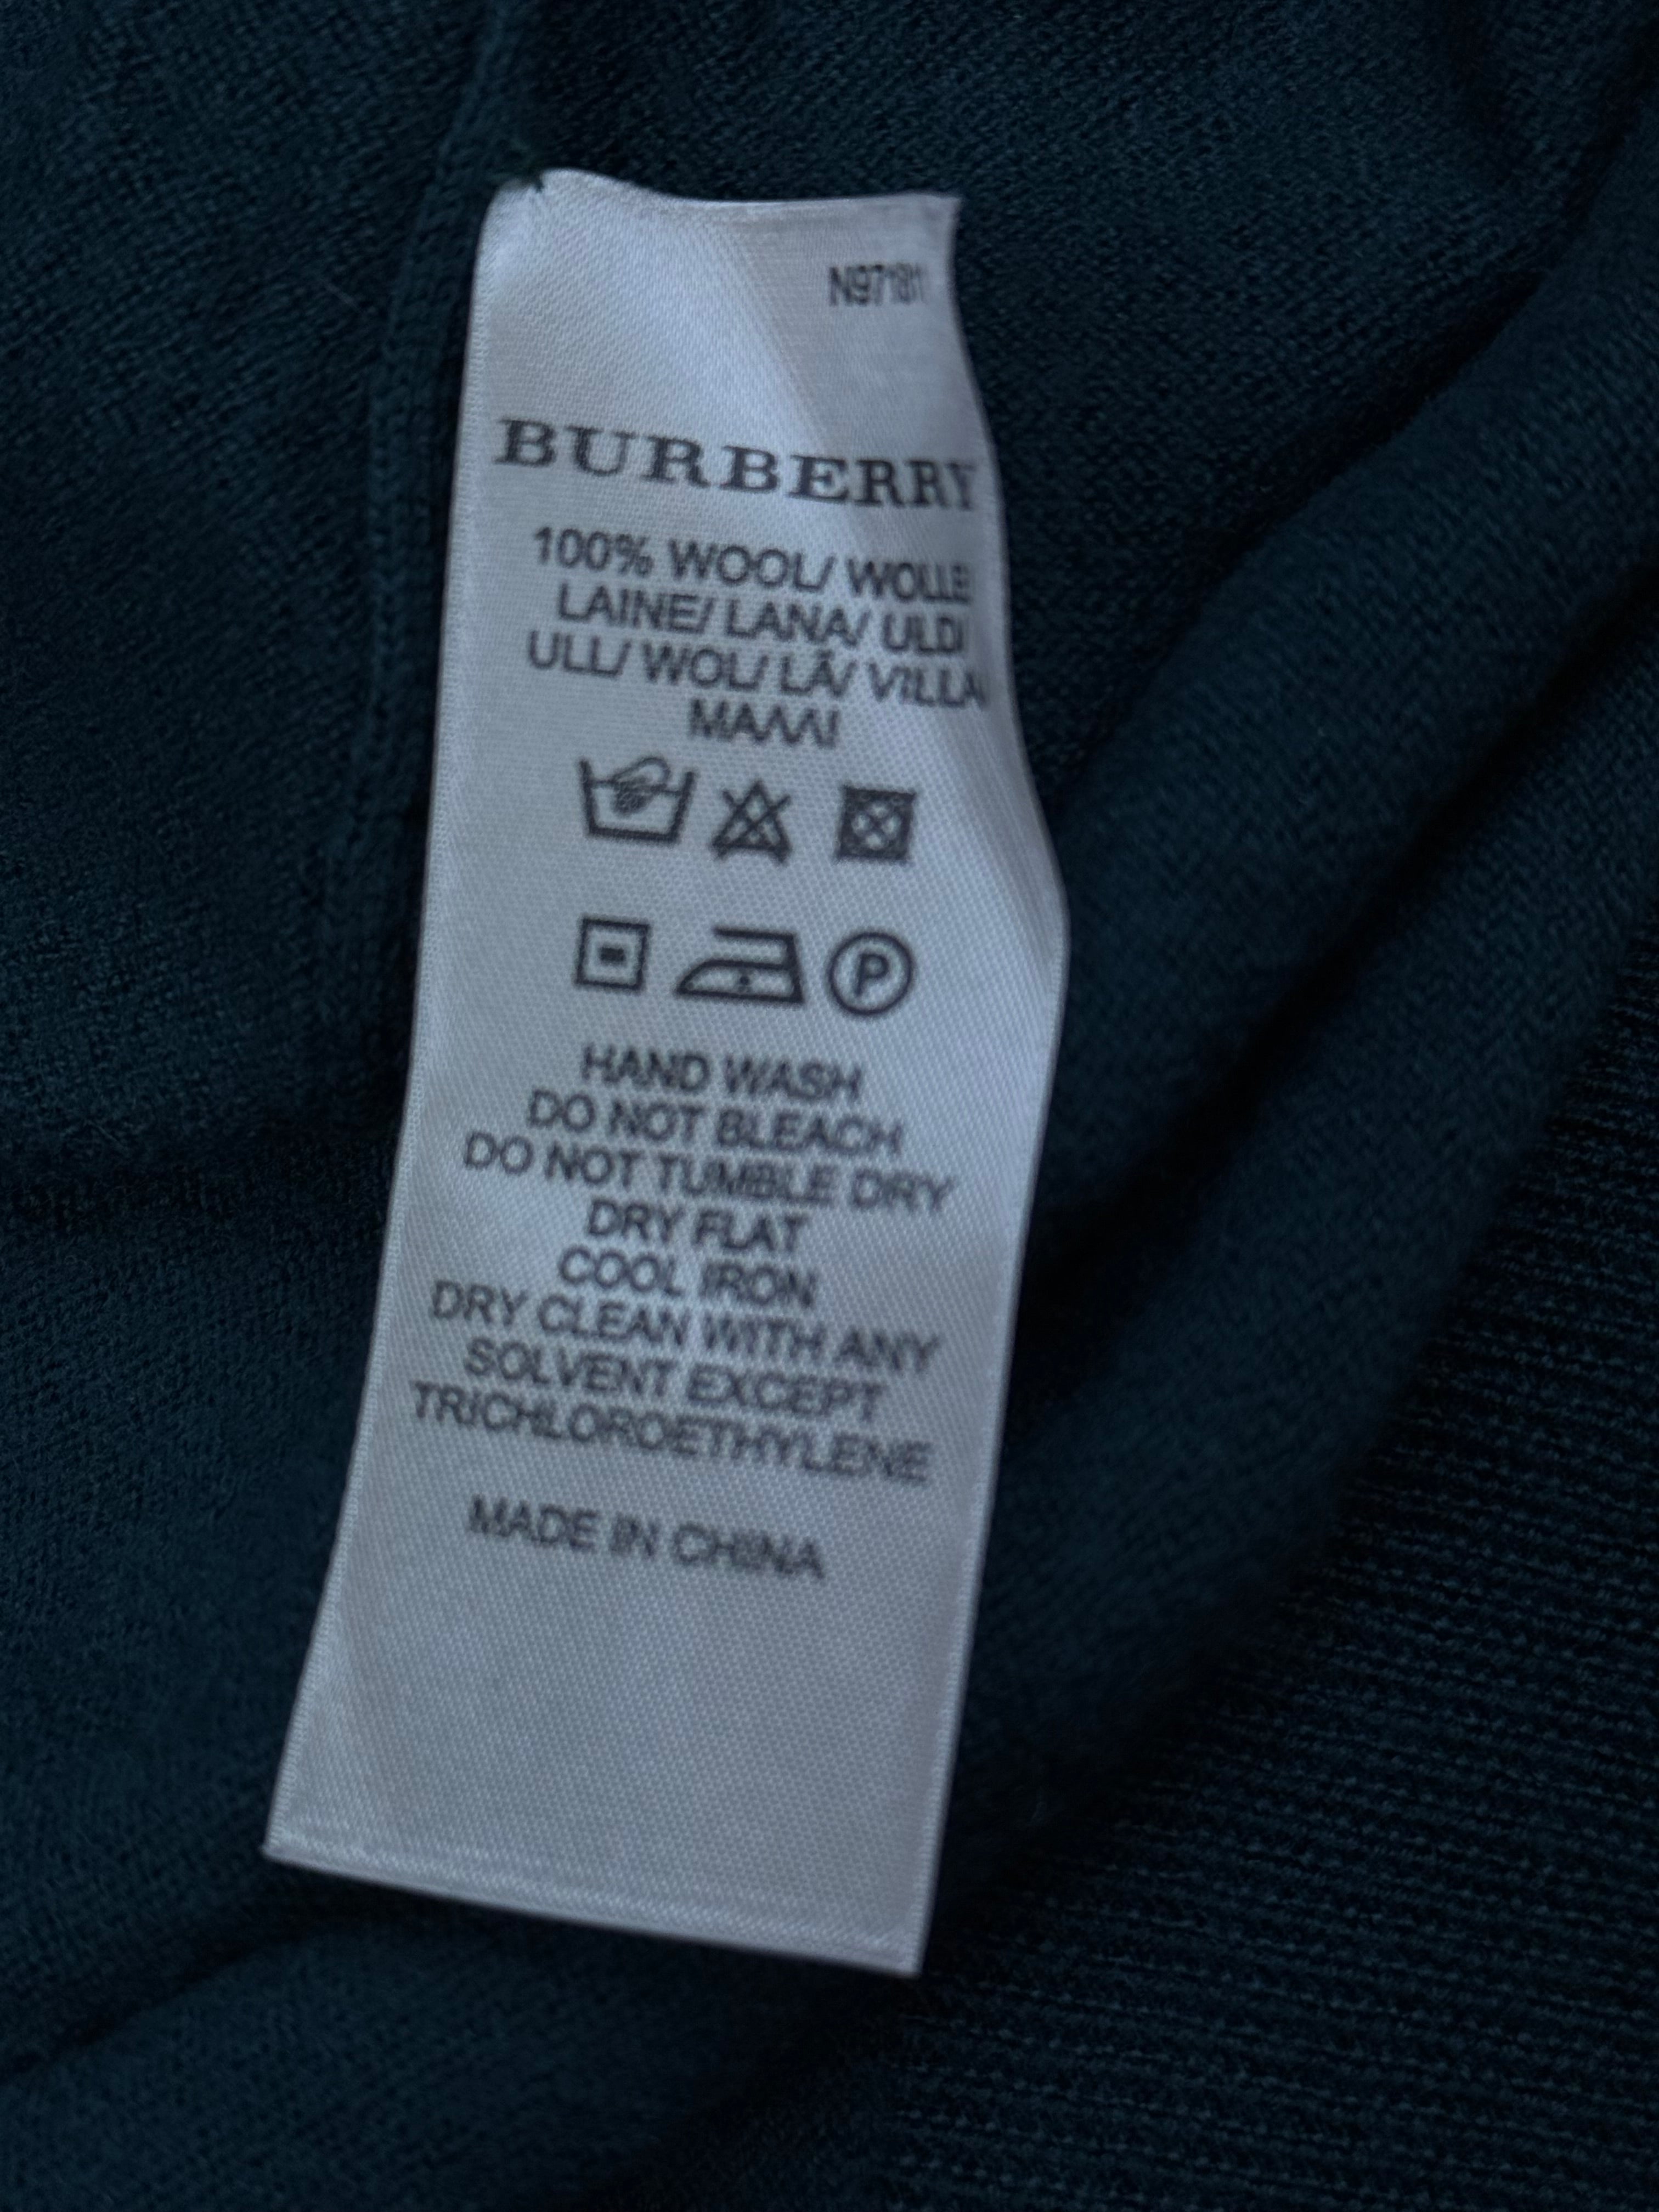 N97181
BURBERRY
100% WOOL/ WOLLE
LAINE/ LANA/ ULD/
ULL/ WOL/ LÃ/ VILLA
ΜΑΛΛΙ
P
HAND WASH
DO NOT BLEACH
DO NOT TUMBLE DRY
DRY FLAT
COOL IRON
DRY CLEAN WITH ANY
SOLVENT EXCEPT
TRICHLOROETHYLENE
MADE IN CHINA